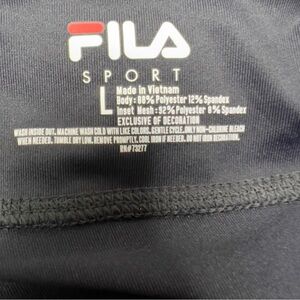 FILA
SPORT
L
Made in Vietnam
Body: 88% Polyester 12% Spandex
Inset Mesh: 92% Polyester 8% Spandex
EXCLUSIVE OF DECORATION
WASH INSIDE OUT. MACHINE WASH COLD WITH LIKE COLORS. GENTLE CYCLE. ONLY NON-CHLORINE BLEACH
WHEN NEEDED. TUMBLE DRY LOW. REMOVE PROMPTLY. COOL IRON IF NEEDED. DO NOT IRON DECORATION.
RN#73277